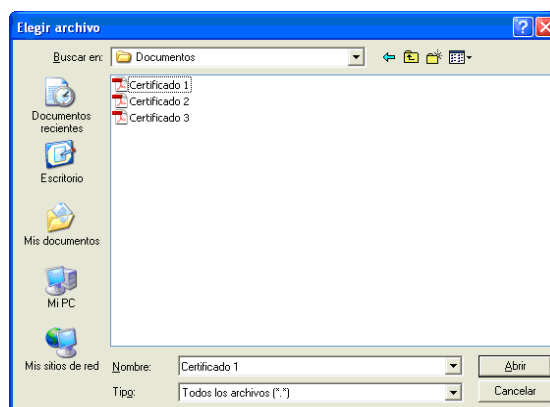 Elegir archivo
Buscar en: Documentos
Documentos
recientes
Escritorio
Mis documentos
Mi PC
Mis sitios de red
Certificado 1
Certificado 2
Certificado 3
Nombre: Certificado 1 Abrir
Tipo: Todos los archivos (*.*) Cancelar